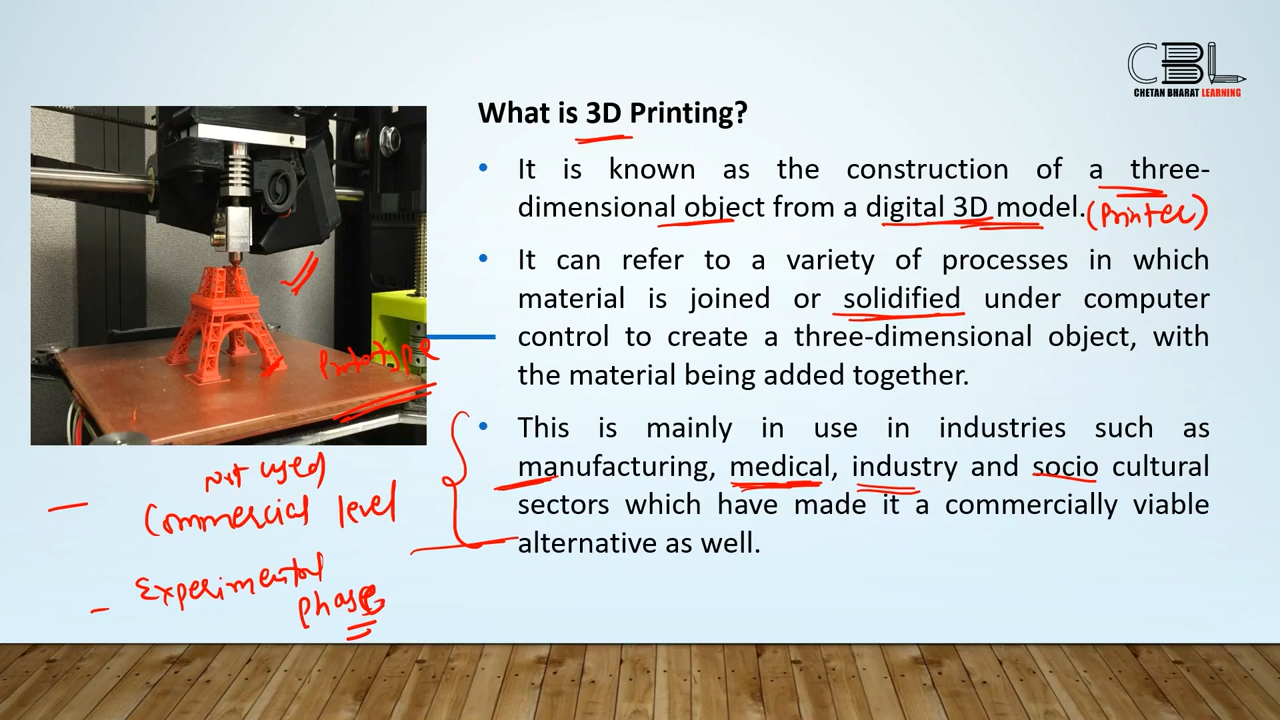 CBL
CHETAN BHARAT LEARNING
What is 3D Printing?
• It is known as the construction of a three-
dimensional object from a digital 3D model. (Printer)
• It can refer to a variety of processes in which
material is joined or solidified under computer
control to create a three-dimensional object, with
the material being added together.
• This is mainly in use in industries such as
manufacturing, medical, industry and socio cultural
sectors which have made it a commercially viable
alternative as well.
Prototype
Not used
Commercial level
Experimental
phase